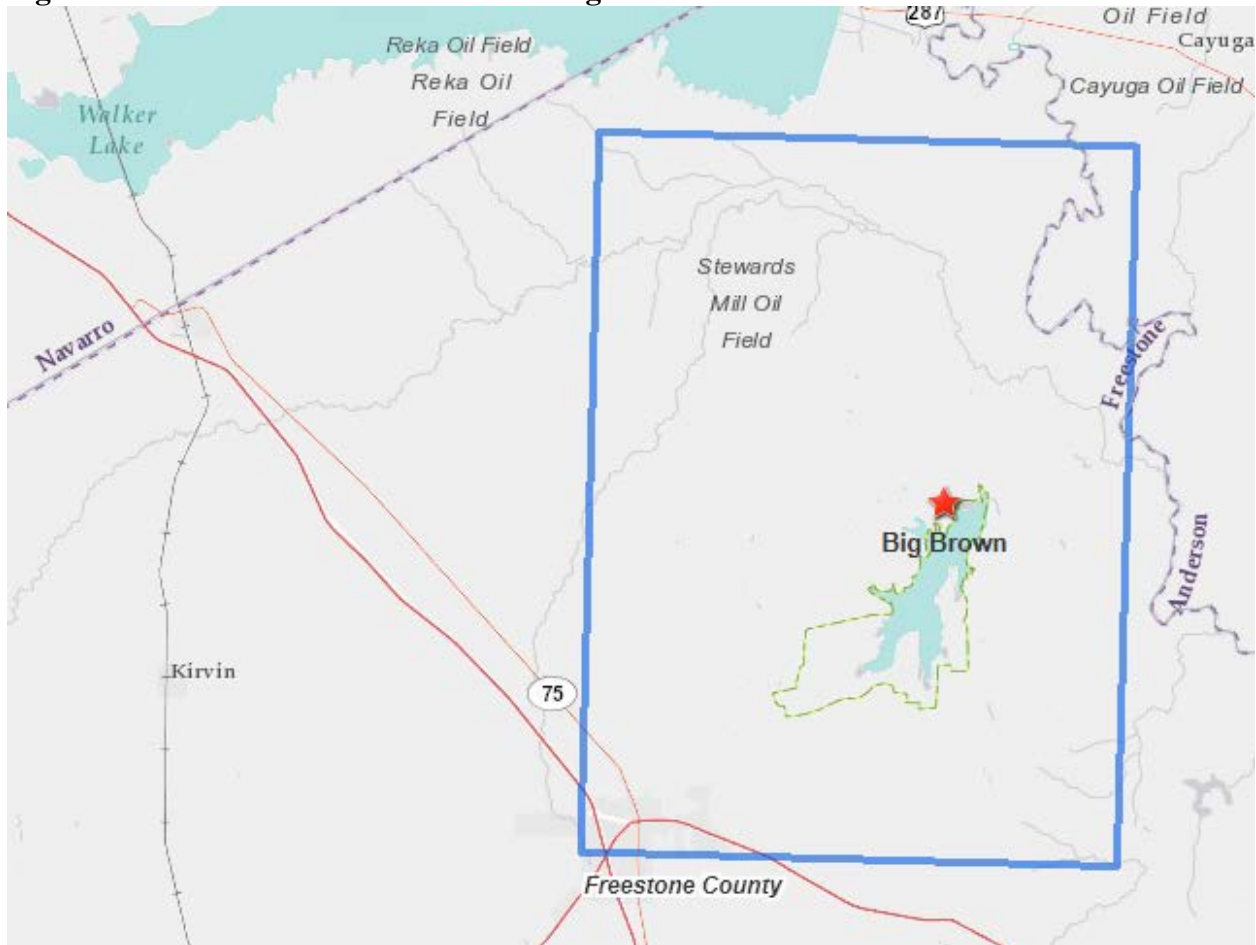 287
Oil Field
Cayuga
Reka Oil Field
Reka Oil
Field
Cayuga Oil Field
Walker
Lake
Stewards
Mill Oil
Field
Navarro
Freestone
Big Brown
Anderson
Kirvin
75
Freestone County